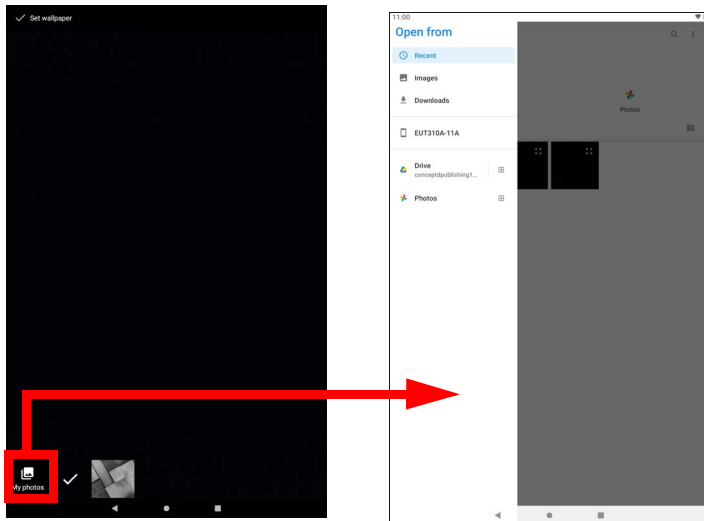 Set wallpaper
My photos
11:00
Open from
Recent
Images
Downloads
EUT310A-11A
Drive
conceptdpublishing1...
Photos
Photos